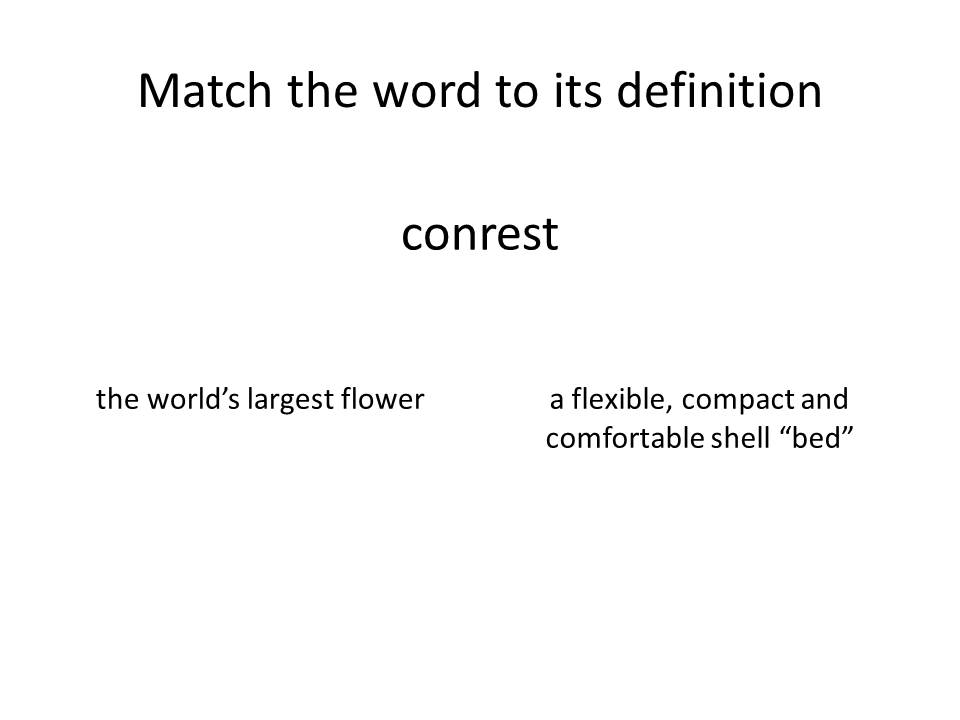 Match the word to its definition
conrest
the world’s largest flower
a flexible, compact and
comfortable shell “bed”